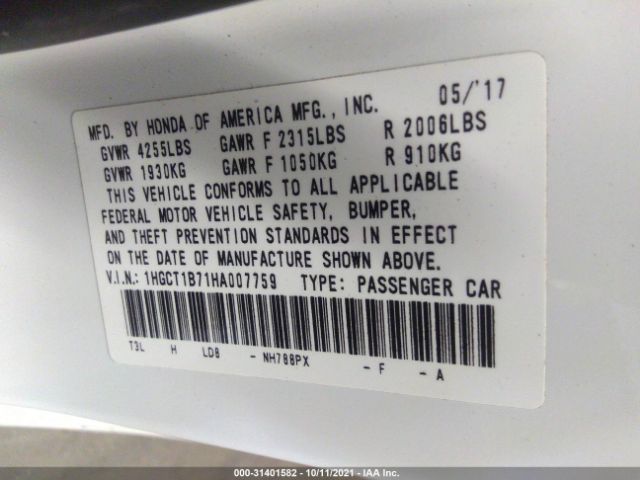 MFD. BY HONDA OF AMERICA MFG., INC. 05/'17
GVWR 4255LBS GAWR F 2315LBS R 2006LBS
GVWR 1930KG GAWR F 1050KG R 910KG
THIS VEHICLE CONFORMS TO ALL APPLICABLE
FEDERAL MOTOR VEHICLE SAFETY, BUMPER,
AND THEFT PREVENTION STANDARDS IN EFFECT
ON THE DATE OF MANUFACTURE SHOWN ABOVE.
V.I.N.: 1HGCT1B71HA007759 TYPE: PASSENGER CAR
T3L H LD8 - NH788PX - F - A
000-31401582 - 10/11/2021 - IAA Inc.